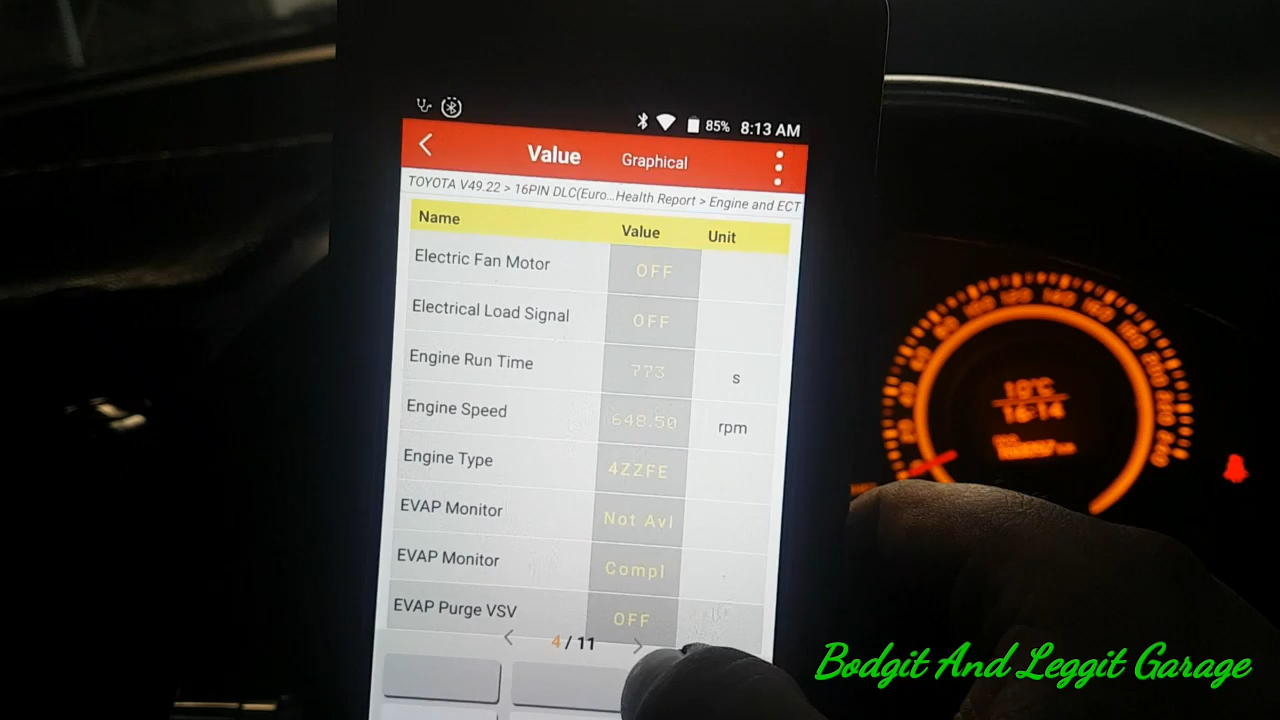 85% 8:13 AM
Value Graphical
TOYOTA V49.22 > 16PIN DLC(Euro...Health Report > Engine and ECT
Name Value Unit
Electric Fan Motor OFF
Electrical Load Signal OFF
Engine Run Time 773 s
Engine Speed 648.50 rpm
Engine Type 4ZZFE
EVAP Monitor Not Avl
EVAP Monitor Compl
EVAP Purge VSV OFF
4 / 11
10°C
16:14
Bodgit And Leggit Garage